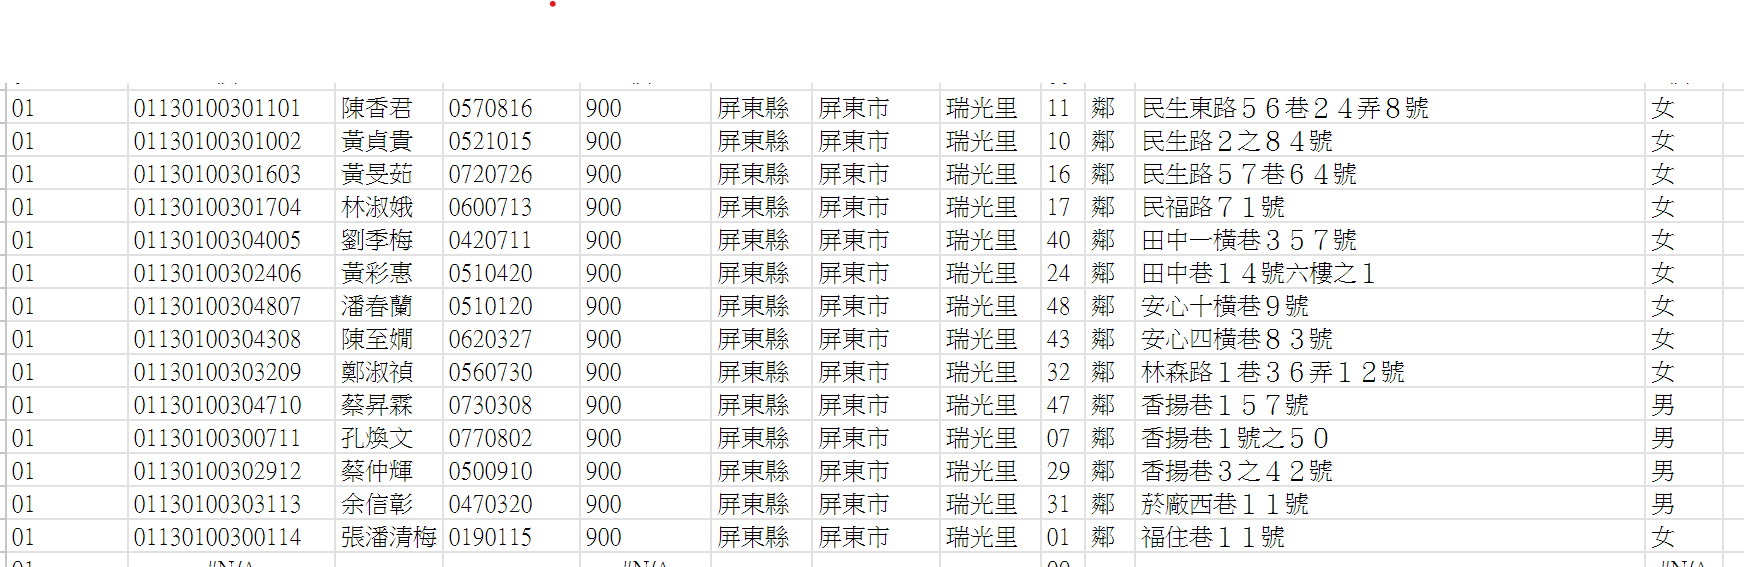 01 01130100301101 陳香君 0570816 900 屏東縣 屏東市 瑞光里 11 鄰 民生東路５６巷２４弄８號 女
01 01130100301002 黃貞貴 0521015 900 屏東縣 屏東市 瑞光里 10 鄰 民生路２之８４號 女
01 01130100301603 黃旻茹 0720726 900 屏東縣 屏東市 瑞光里 16 鄰 民生路５７巷６４號 女
01 01130100301704 林淑娥 0600713 900 屏東縣 屏東市 瑞光里 17 鄰 民福路７１號 女
01 01130100304005 劉季梅 0420711 900 屏東縣 屏東市 瑞光里 40 鄰 田中一橫巷３５７號 女
01 01130100302406 黃彩惠 0510420 900 屏東縣 屏東市 瑞光里 24 鄰 田中巷１４號六樓之１ 女
01 01130100304807 潘春蘭 0510120 900 屏東縣 屏東市 瑞光里 48 鄰 安心十橫巷９號 女
01 01130100304308 陳至嫺 0620327 900 屏東縣 屏東市 瑞光里 43 鄰 安心四橫巷８３號 女
01 01130100303209 鄭淑禎 0560730 900 屏東縣 屏東市 瑞光里 32 鄰 林森路１巷３６弄１２號 女
01 01130100304710 蔡昇霖 0730308 900 屏東縣 屏東市 瑞光里 47 鄰 香揚巷１５７號 男
01 01130100300711 孔煥文 0770802 900 屏東縣 屏東市 瑞光里 07 鄰 香揚巷１號之５０ 男
01 01130100302912 蔡仲輝 0500910 900 屏東縣 屏東市 瑞光里 29 鄰 香揚巷３之４２號 男
01 01130100303113 余信彰 0470320 900 屏東縣 屏東市 瑞光里 31 鄰 菸廠西巷１１號 男
01 01130100300114 張潘清梅 0190115 900 屏東縣 屏東市 瑞光里 01 鄰 福住巷１１號 女